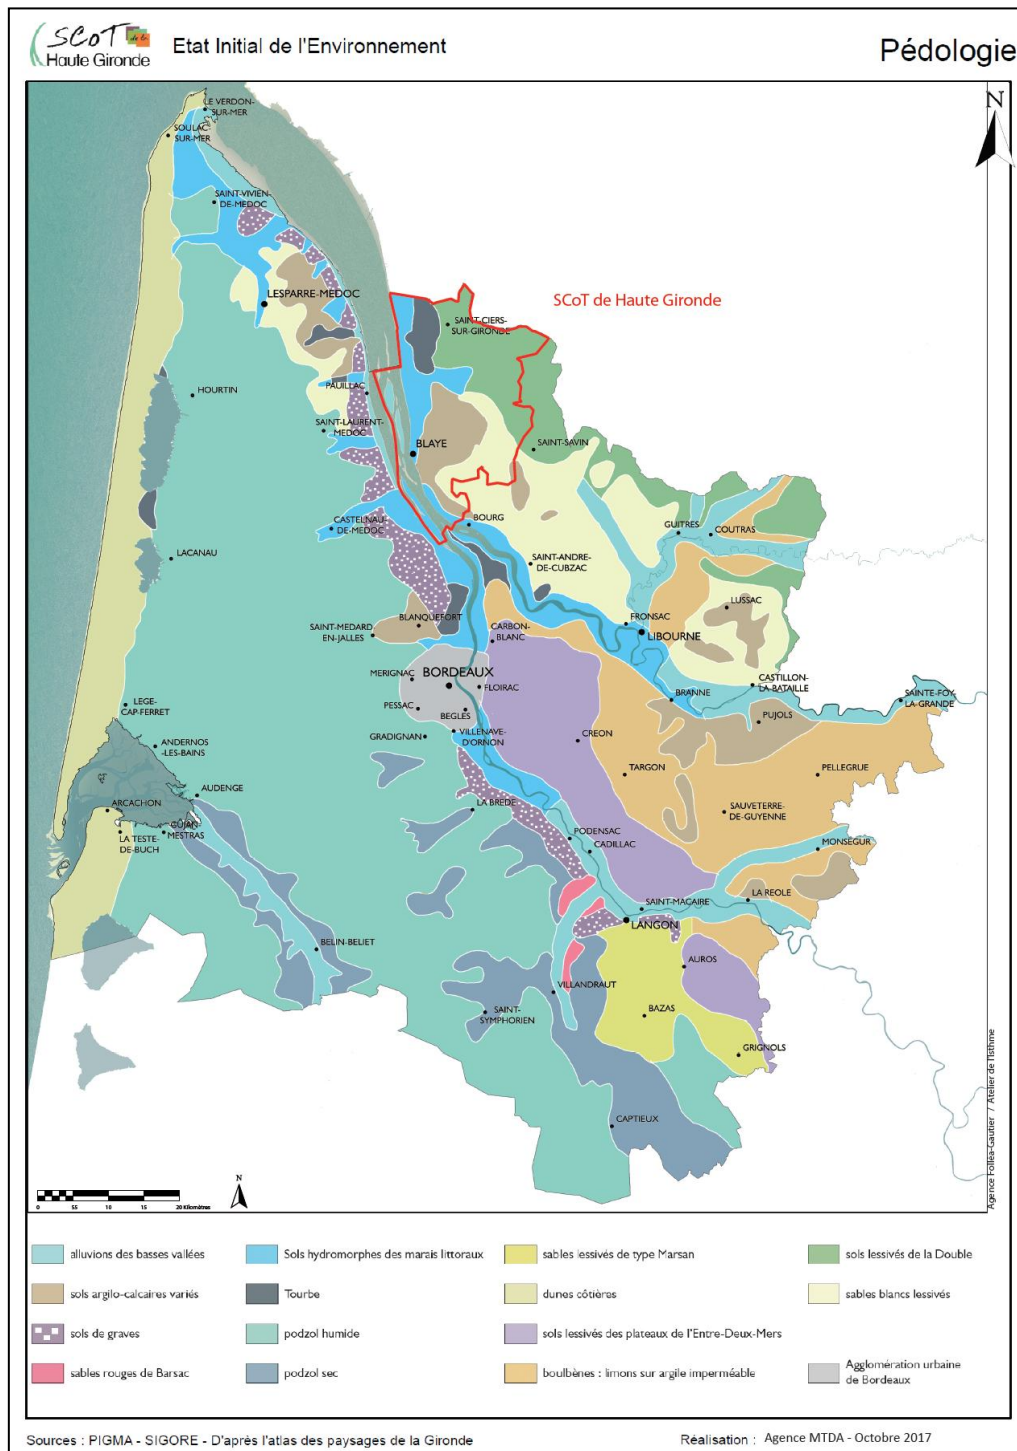 SCoT de la
Haute Gironde
Etat Initial de l'Environnement
Pédologie
N
LE VERDON-
SUR-MER
SOULAC-
SUR-MER
SAINT-VIVIEN-
DE-MEDOC
LESPARRE-MEDOC
SCoT de Haute Gironde
SAINT-CIERS-
SUR-GIRONDE
HOURTIN
PAUILLAC
SAINT-LAURENT-
MEDOC
BLAYE
SAINT-SAVIN
CASTELNAU-
DE-MEDOC
BOURG
GUITRES
COUTRAS
LACANAU
SAINT-ANDRE-
DE-CUBZAC
LUSSAC
BLANQUEFORT
SAINT-MEDARD
EN-JALLES
CARBON-
BLANC
FRONSAC
LIBOURNE
MERIGNAC
BORDEAUX
FLOIRAC
CASTILLON-
LA-BATAILLE
BRANNE
SAINTE-FOY-
LA-GRANDE
LEGE-
CAP-FERRET
PESSAC
BEGLES
PUJOLS
GRADIGNAN
VILLENAVE-
D'ORNON
CREON
ANDERNOS
-LES-BAINS
TARGON
PELLEGRUE
AUDENGE
ARCACHON
LA BREDE
SAUVETERRE-
DE-GUYENNE
GUJAN-
MESTRAS
LA TESTE-
DE-BUCH
PODENSAC
CADILLAC
MONSEGUR
LA REOLE
SAINT-MACAIRE
LANGON
BELIN-BELIET
AUROS
VILLANDRAUT
SAINT-
SYMPHORIEN
BAZAS
GRIGNOLS
CAPTIEUX
Agence Folléa-Gautier / Atelier de l'Isthme
N
0 55 10 15 20 Kilomètres
alluvions des basses vallées
Sols hydromorphes des marais littoraux
sables lessivés de type Marsan
sols lessivés de la Double
sols argilo-calcaires variés
Tourbe
dunes côtières
sables blancs lessivés
sols de graves
podzol humide
sols lessivés des plateaux de l'Entre-Deux-Mers
sables rouges de Barsac
podzol sec
boulbènes : limons sur argile imperméable
Agglomération urbaine
de Bordeaux
Sources : PIGMA - SIGORE - D'après l'atlas des paysages de la Gironde
Réalisation : Agence MTDA - Octobre 2017